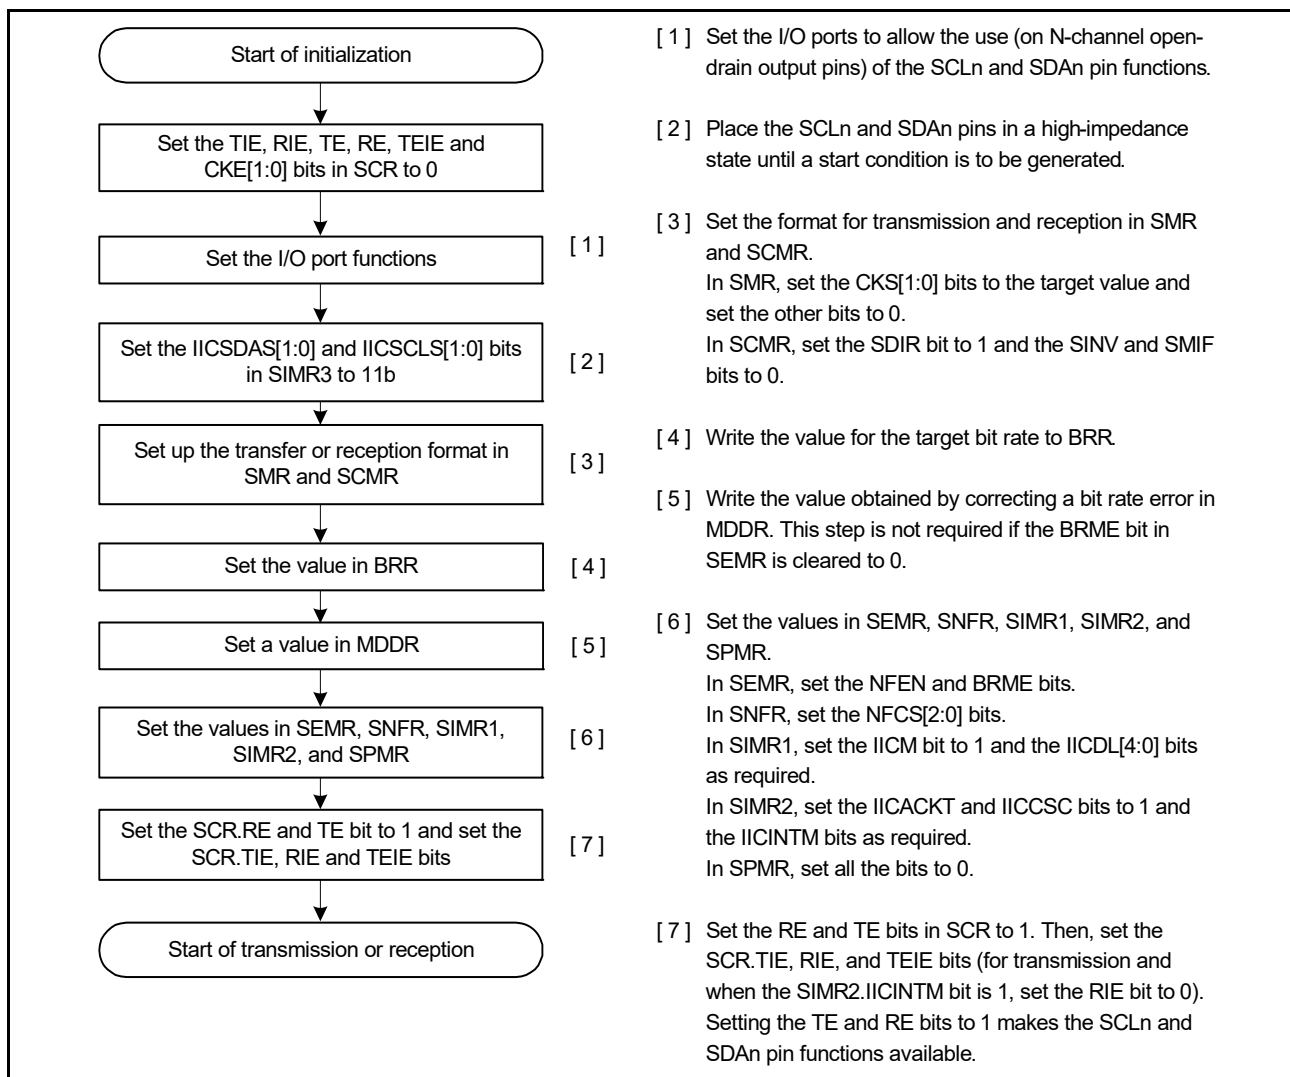 Start of initialization
Set the TIE, RIE, TE, RE, TEIE and
CKE[1:0] bits in SCR to 0
Set the I/O port functions
[ 1 ]
Set the IICSDAS[1:0] and IICSCLS[1:0] bits
in SIMR3 to 11b
[ 2 ]
Set up the transfer or reception format in
SMR and SCMR
[ 3 ]
Set the value in BRR
[ 4 ]
Set a value in MDDR
[ 5 ]
Set the values in SEMR, SNFR, SIMR1,
SIMR2, and SPMR
[ 6 ]
Set the SCR.RE and TE bit to 1 and set the
SCR.TIE, RIE and TEIE bits
[ 7 ]
Start of transmission or reception
[ 1 ] Set the I/O ports to allow the use (on N-channel open-
drain output pins) of the SCLn and SDAn pin functions.
[ 2 ] Place the SCLn and SDAn pins in a high-impedance
state until a start condition is to be generated.
[ 3 ] Set the format for transmission and reception in SMR
and SCMR.
In SMR, set the CKS[1:0] bits to the target value and
set the other bits to 0.
In SCMR, set the SDIR bit to 1 and the SINV and SMIF
bits to 0.
[ 4 ] Write the value for the target bit rate to BRR.
[ 5 ] Write the value obtained by correcting a bit rate error in
MDDR. This step is not required if the BRME bit in
SEMR is cleared to 0.
[ 6 ] Set the values in SEMR, SNFR, SIMR1, SIMR2, and
SPMR.
In SEMR, set the NFEN and BRME bits.
In SNFR, set the NFCS[2:0] bits.
In SIMR1, set the IICM bit to 1 and the IICDL[4:0] bits
as required.
In SIMR2, set the IICACKT and IICCSC bits to 1 and
the IICINTM bits as required.
In SPMR, set all the bits to 0.
[ 7 ] Set the RE and TE bits in SCR to 1. Then, set the
SCR.TIE, RIE, and TEIE bits (for transmission and
when the SIMR2.IICINTM bit is 1, set the RIE bit to 0).
Setting the TE and RE bits to 1 makes the SCLn and
SDAn pin functions available.